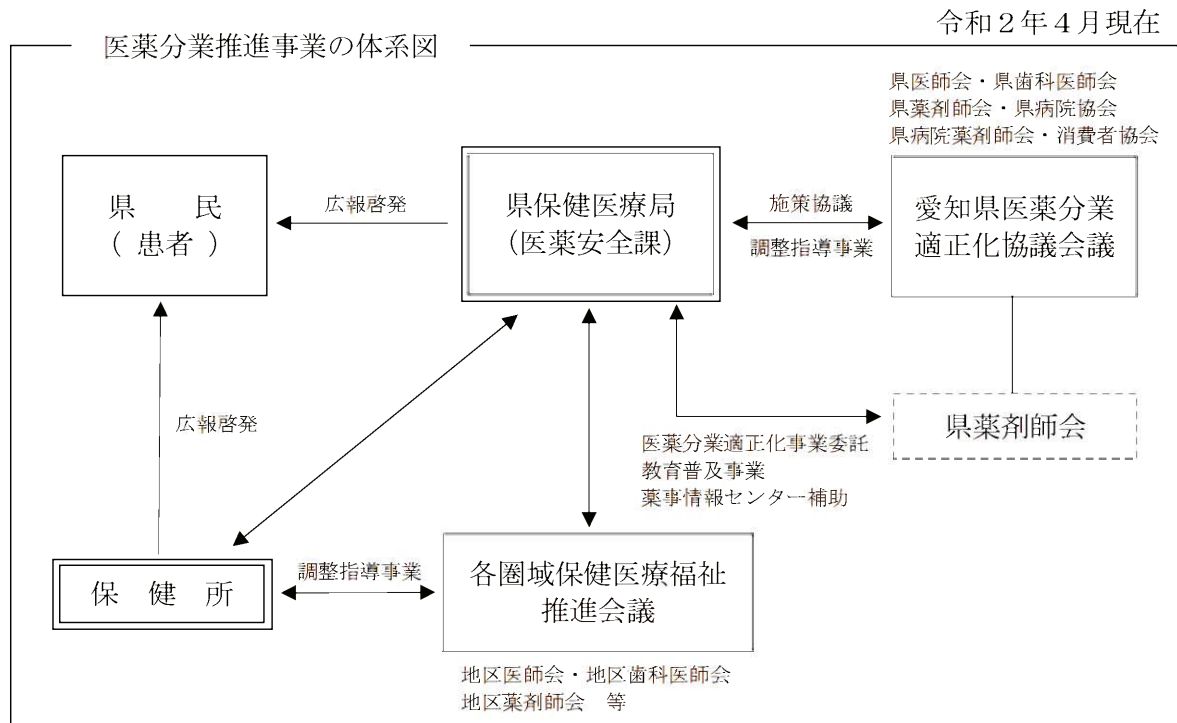 令和２年４月現在
医薬分業推進事業の体系図
県医師会・県歯科医師会
県薬剤師会・県病院協会
県病院薬剤師会・消費者協会
県　　民
（ 患者 ）
広報啓発
県保健医療局
（医薬安全課）
施策協議
調整指導事業
愛知県医薬分業
適正化協議会議
広報啓発
県薬剤師会
医薬分業適正化事業委託
教育普及事業
薬事情報センター補助
保　健　所
調整指導事業
各圏域保健医療福祉
推進会議
地区医師会・地区歯科医師会
地区薬剤師会　等